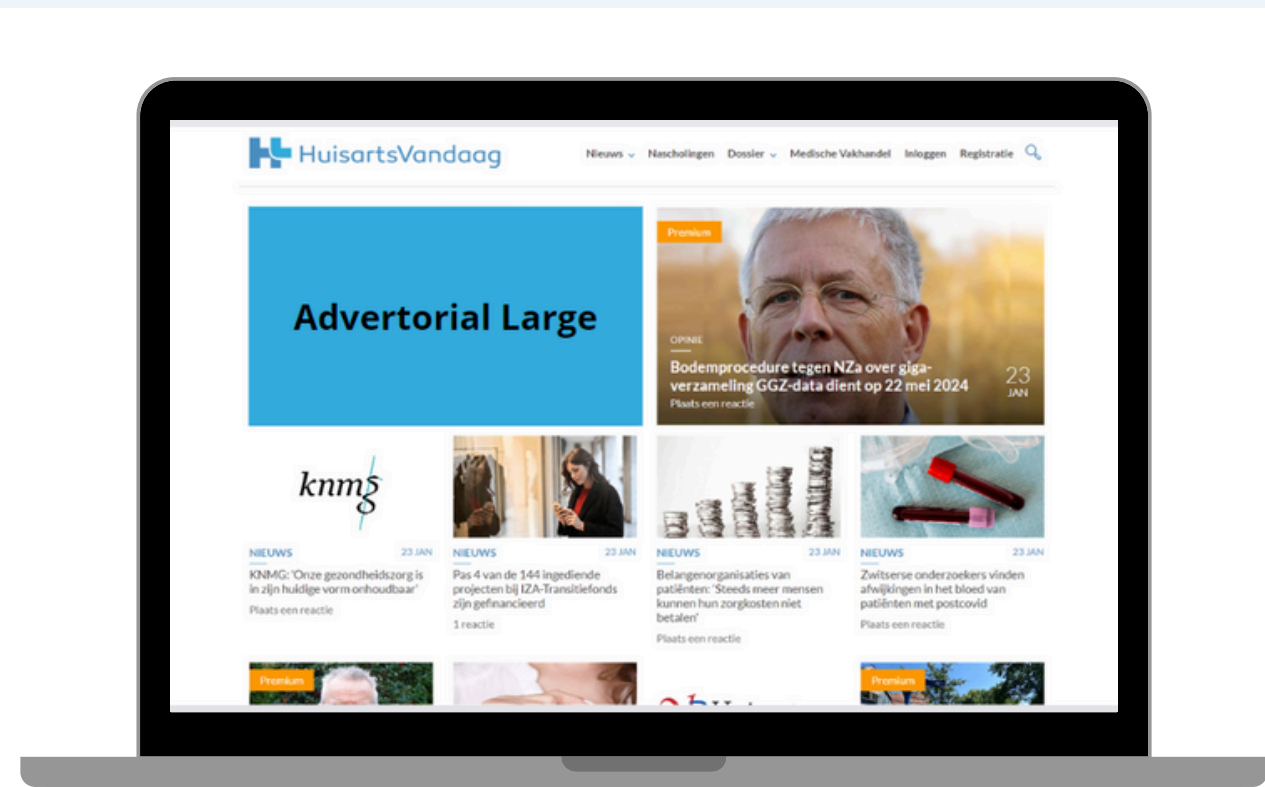 HuisartsVandaag
Nieuws Nascholingen Dossier Medische Vakhandel Inloggen Registratie
Advertorial Large
Premium
OPINIE
Bodemprocedure tegen NZa over giga-
verzameling GGZ-data dient op 22 mei 2024
Plaats een reactie
23
JAN
knmg
NIEUWS 23 JAN
KNMG: 'Onze gezondheidszorg is
in zijn huidige vorm onhoudbaar'
Plaats een reactie
NIEUWS 23 JAN
Pas 4 van de 144 ingediende
projecten bij IZA-Transitiefonds
zijn gefinancieerd
1 reactie
NIEUWS 23 JAN
Belangenorganisaties van
patiënten: 'Steeds meer mensen
kunnen hun zorgkosten niet
betalen'
Plaats een reactie
NIEUWS 23 JAN
Zwitserse onderzoekers vinden
afwijkingen in het bloed van
patiënten met postcovid
Plaats een reactie
Premium
Premium